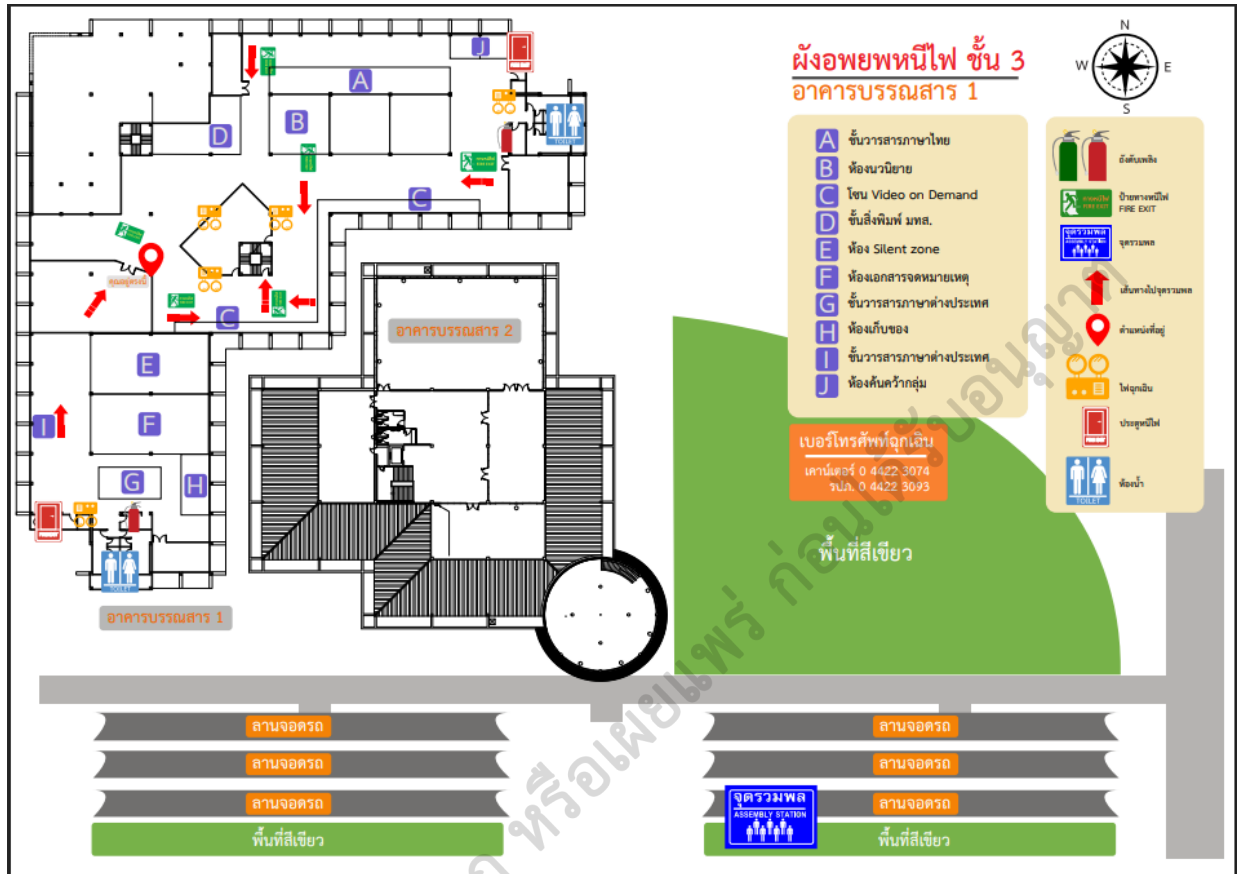 ผังอพยพหนีไฟ ชั้น 3
อาคารบรรณสาร 1
N
W
E
S
A ชั้นวารสารภาษาไทย
B ห้องนวนิยาย
C โซน Video on Demand
D ชั้นสิ่งพิมพ์ มทส.
E ห้อง Silent zone
F ห้องเอกสารจดหมายเหตุ
G ชั้นวารสารภาษาต่างประเทศ
H ห้องเก็บของ
I ชั้นวารสารภาษาต่างประเทศ
J ห้องค้นคว้ากลุ่ม
ถังดับเพลิง
ป้ายทางหนีไฟ
FIRE EXIT
จุดรวมพล
ASSEMBLY STATION
จุดรวมพล
เส้นทางไปจุดรวมพล
ตำแหน่งที่อยู่
ไฟฉุกเฉิน
ประตูหนีไฟ
TOILET
ห้องน้ำ
เบอร์โทรศัพท์ฉุกเฉิน
เคาน์เตอร์ 0 4422 3074
รปภ. 0 4422 3093
J
A
B
D
TOILET
C
คุณอยู่ตรงนี้
C
E
F
I
G
H
TOILET
อาคารบรรณสาร 1
อาคารบรรณสาร 2
พื้นที่สีเขียว
ลานจอดรถ
ลานจอดรถ
ลานจอดรถ
พื้นที่สีเขียว
ลานจอดรถ
ลานจอดรถ
ลานจอดรถ
จุดรวมพล
ASSEMBLY STATION
พื้นที่สีเขียว
หรือเผยแพร่ ก่อนได้รับอนุญาต